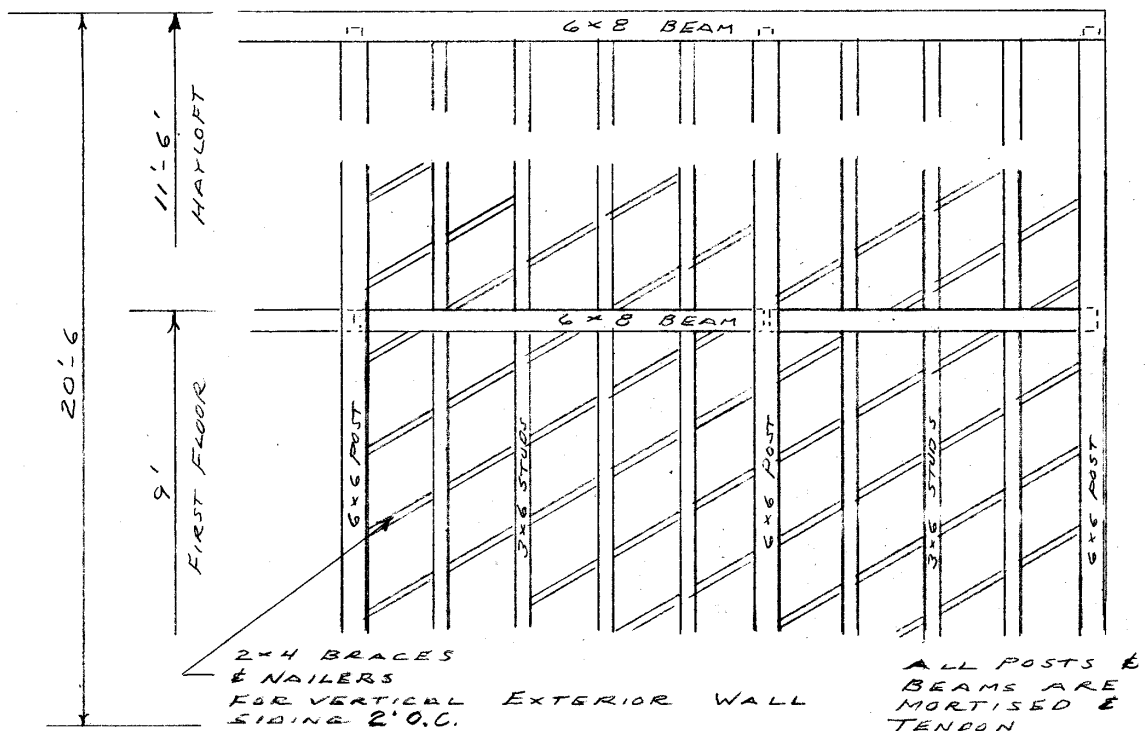 6×8 BEAM
11'-6'
HAYLOFT
20'-6
6×8 BEAM
9'
FIRST FLOOR
6×6 POST
3×6 STUDS
6×6 POST
3×6 STUDS
6×6 POST
2×4 BRACES
& NAILERS
FOR VERTICAL EXTERIOR WALL
SIDING 2'O.C.
ALL POSTS &
BEAMS ARE
MORTISED &
TENDON